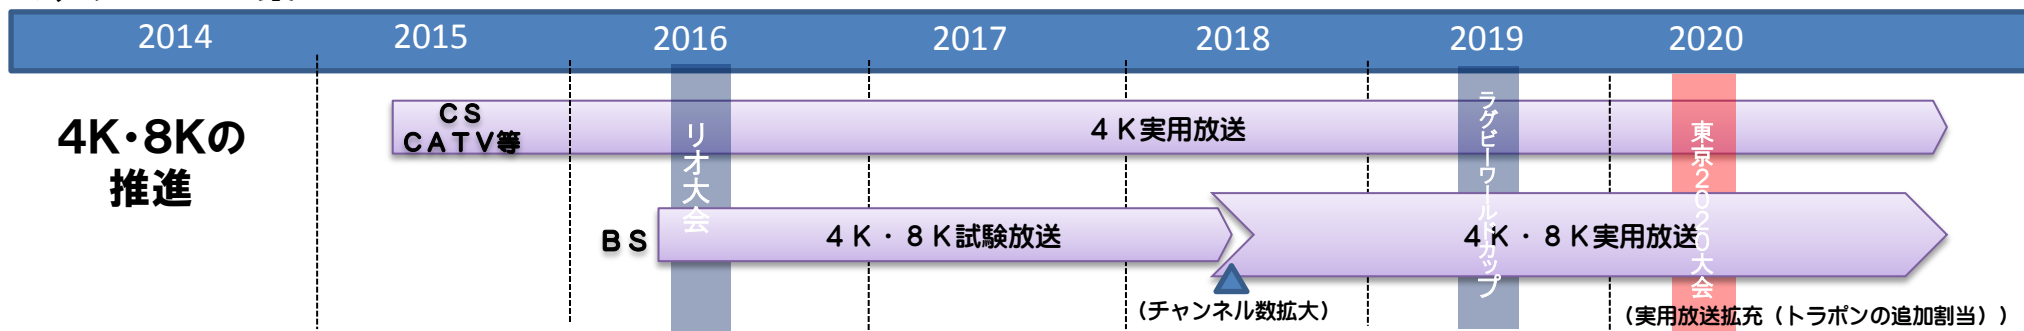 2014 2015 2016 2017 2018 2019 2020
4K・8Kの
推進
ＣＳ
ＣＡＴＶ等
４Ｋ実用放送
リオ大会
ラグビーワールドカップ
東京２０２０大会
ＢＳ
４Ｋ・８Ｋ試験放送
４Ｋ・８Ｋ実用放送
（チャンネル数拡大）
（実用放送拡充（トラポンの追加割当））